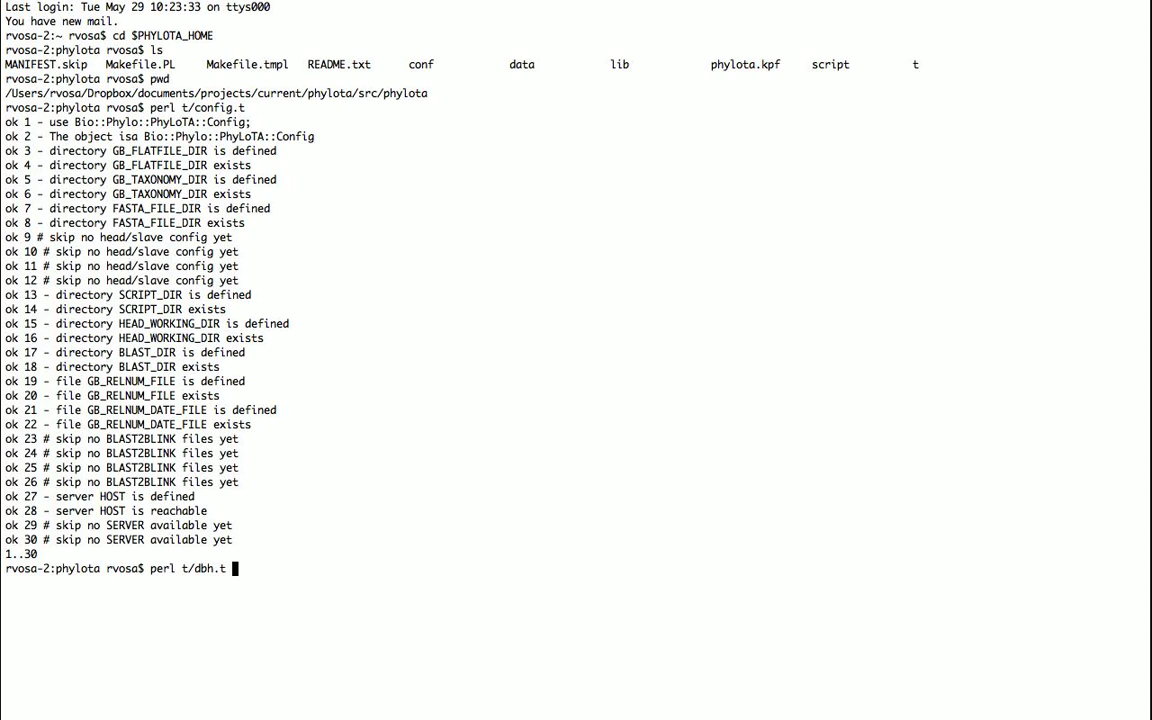 Last login: Tue May 29 10:23:33 on ttys000
You have new mail.
rvosa-2:~ rvosa$ cd $PHYLOTA_HOME
rvosa-2:phylota rvosa$ ls
MANIFEST.skip Makefile.PL Makefile.tmpl README.txt conf data lib phylota.kpf script t
rvosa-2:phylota rvosa$ pwd
/Users/rvosa/Dropbox/documents/projects/current/phylota/src/phylota
rvosa-2:phylota rvosa$ perl t/config.t
ok 1 - use Bio::Phylo::PhyLoTA::Config;
ok 2 - The object isa Bio::Phylo::PhyLoTA::Config
ok 3 - directory GB_FLATFILE_DIR is defined
ok 4 - directory GB_FLATFILE_DIR exists
ok 5 - directory GB_TAXONOMY_DIR is defined
ok 6 - directory GB_TAXONOMY_DIR exists
ok 7 - directory FASTA_FILE_DIR is defined
ok 8 - directory FASTA_FILE_DIR exists
ok 9 # skip no head/slave config yet
ok 10 # skip no head/slave config yet
ok 11 # skip no head/slave config yet
ok 12 # skip no head/slave config yet
ok 13 - directory SCRIPT_DIR is defined
ok 14 - directory SCRIPT_DIR exists
ok 15 - directory HEAD_WORKING_DIR is defined
ok 16 - directory HEAD_WORKING_DIR exists
ok 17 - directory BLAST_DIR is defined
ok 18 - directory BLAST_DIR exists
ok 19 - file GB_RELNUM_FILE is defined
ok 20 - file GB_RELNUM_FILE exists
ok 21 - file GB_RELNUM_DATE_FILE is defined
ok 22 - file GB_RELNUM_DATE_FILE exists
ok 23 # skip no BLAST2BLINK files yet
ok 24 # skip no BLAST2BLINK files yet
ok 25 # skip no BLAST2BLINK files yet
ok 26 # skip no BLAST2BLINK files yet
ok 27 - server HOST is defined
ok 28 - server HOST is reachable
ok 29 # skip no SERVER available yet
ok 30 # skip no SERVER available yet
1..30
rvosa-2:phylota rvosa$ perl t/dbh.t